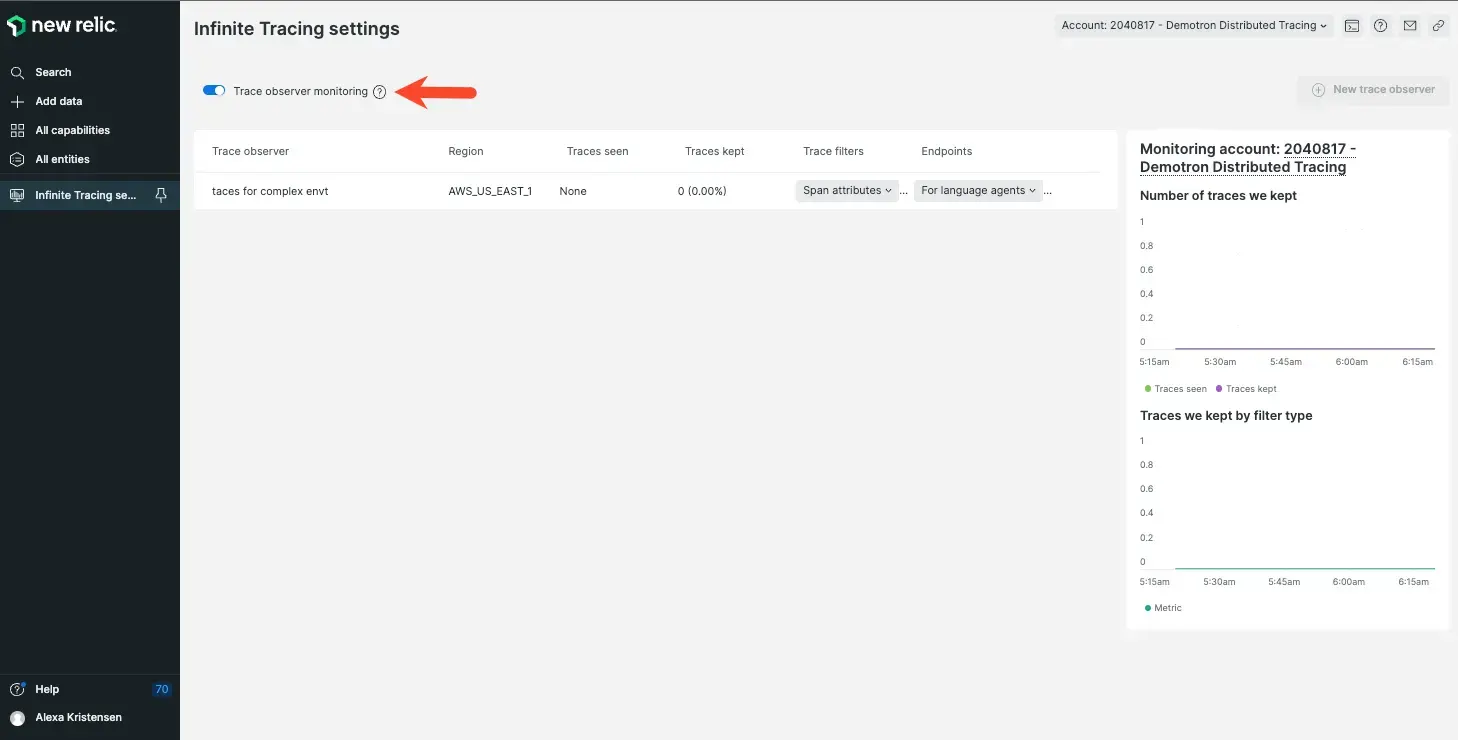 new relic.
Infinite Tracing settings
Account: 2040817 - Demotron Distributed Tracing
Search
Add data
All capabilities
All entities
Infinite Tracing se...
Trace observer monitoring ?
New trace observer
Trace observer Region Traces seen Traces kept Trace filters Endpoints
taces for complex envt AWS_US_EAST_1 None 0 (0.00%) Span attributes ... For language agents ...
Monitoring account: 2040817 -
Demotron Distributed Tracing
Number of traces we kept
1
0.8
0.6
0.4
0.2
0
5:15am 5:30am 5:45am 6:00am 6:15am
Traces seen Traces kept
Traces we kept by filter type
1
0.8
0.6
0.4
0.2
0
5:15am 5:30am 5:45am 6:00am 6:15am
Metric
Help 70
Alexa Kristensen